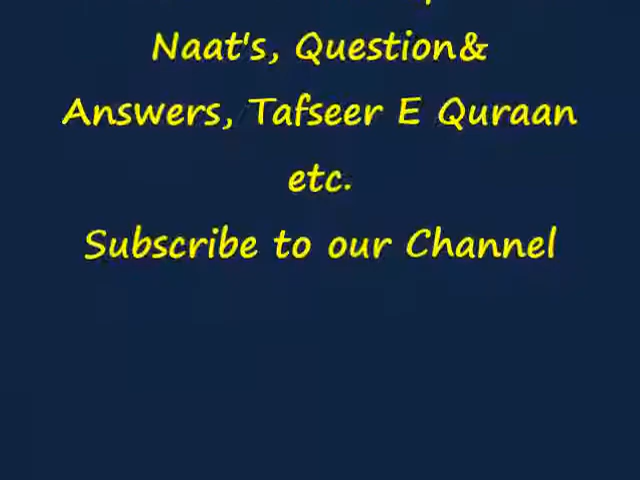 Naat's, Question&
Answers, Tafseer E Quraan
etc.
Subscribe to our Channel